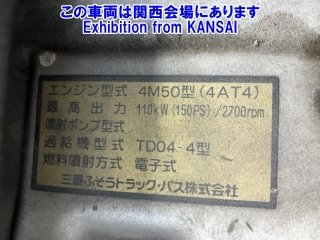 この車両は関西会場にあります
Exhibition from KANSAI
エンジン型式 4M50型(4AT4)
最高出力 110kW(150PS)/2700rpm
噴射ポンプ型式
過給機型式 TD04-4型
燃料噴射方式 電子式
三菱ふそうトラック・バス株式会社